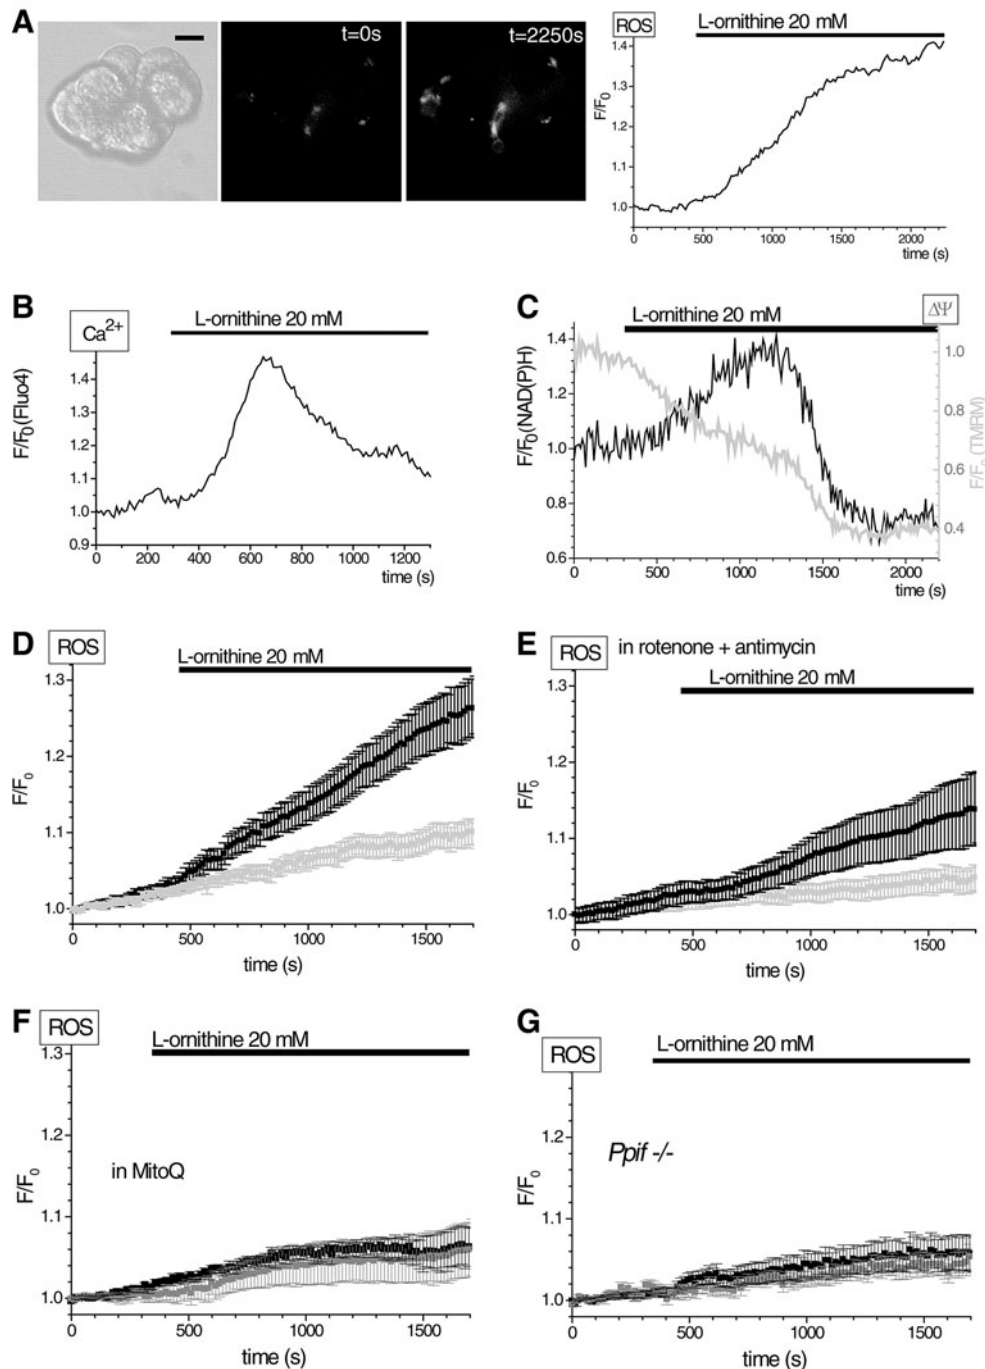 A
t=0s
t=2250s
ROS
L-ornithine 20 mM
F/F0
1.4
1.3
1.2
1.1
1.0
0 500 1000 1500 2000
time (s)
B
Ca2+
L-ornithine 20 mM
F/F0(Fluo4)
1.4
1.3
1.2
1.1
1.0
0.9
0 200 400 600 800 1000 1200
time (s)
C
L-ornithine 20 mM
ΔΨ
F/F0(NAD(P)H)
1.4
1.2
1.0
0.8
0.6
1.0
0.8
0.6
0.4
F/F0 (TMRM)
0 500 1000 1500 2000
time (s)
D
ROS
L-ornithine 20 mM
F/F0
1.3
1.2
1.1
1.0
0 500 1000 1500
time (s)
E
ROS
in rotenone + antimycin
L-ornithine 20 mM
F/F0
1.3
1.2
1.1
1.0
0 500 1000 1500
time (s)
F
ROS
L-ornithine 20 mM
F/F0
1.3
1.2
1.1
1.0
in MitoQ
0 500 1000 1500
time (s)
G
ROS
L-ornithine 20 mM
F/F0
1.2
1.1
1.0
Ppif -/-
0 500 1000 1500
time (s)